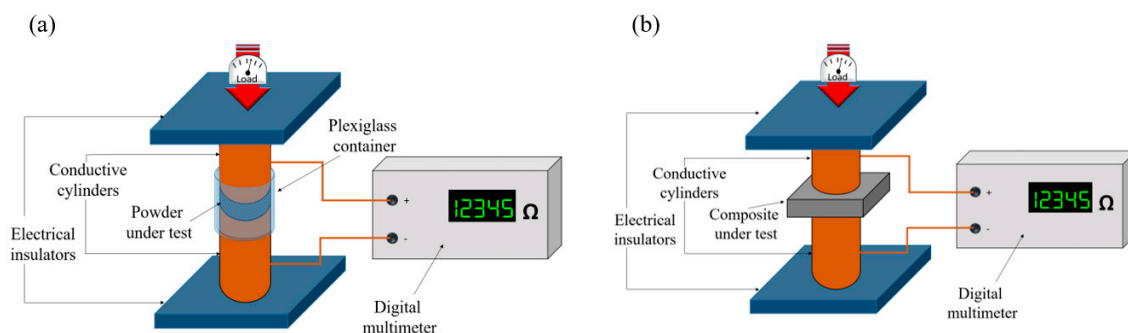 (a)
Load
Plexiglass
container
Conductive
cylinders
Powder
under test
Electrical
insulators
+
-
12345 Ω
Digital
multimeter
(b)
Load
Conductive
cylinders
Composite
under test
Electrical
insulators
+
-
12345 Ω
Digital
multimeter